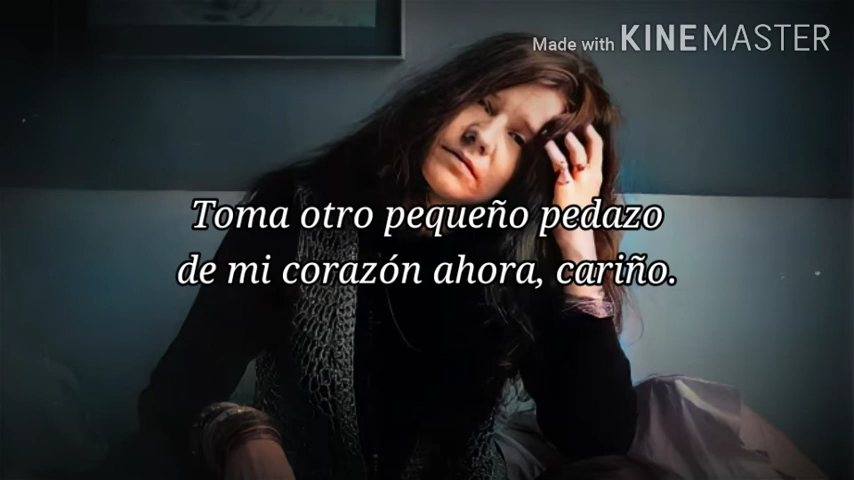 Made with KINEMASTER
Toma otro pequeño pedazo
de mi corazón ahora, cariño.